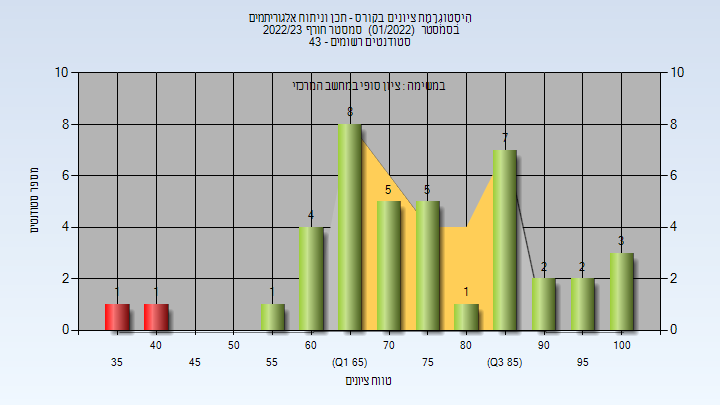 היסטוגרמת ציונים בקורס - תכן וניתוח אלגוריתמים
בסמסטר (01/2022) סמסטר חורף 2022/23
סטודנטים רשומים - 43
במשימה : ציון סופי במחשב המרכזי
10 10
8 8
6 6
4 4
2 2
0 0
מספר סטודנטים
1 1 1 4 8 5 5 1 7 2 2 3
40 50 60 70 80 90 100
35 45 55 (Q1 65) 75 (Q3 85) 95
טווח ציונים